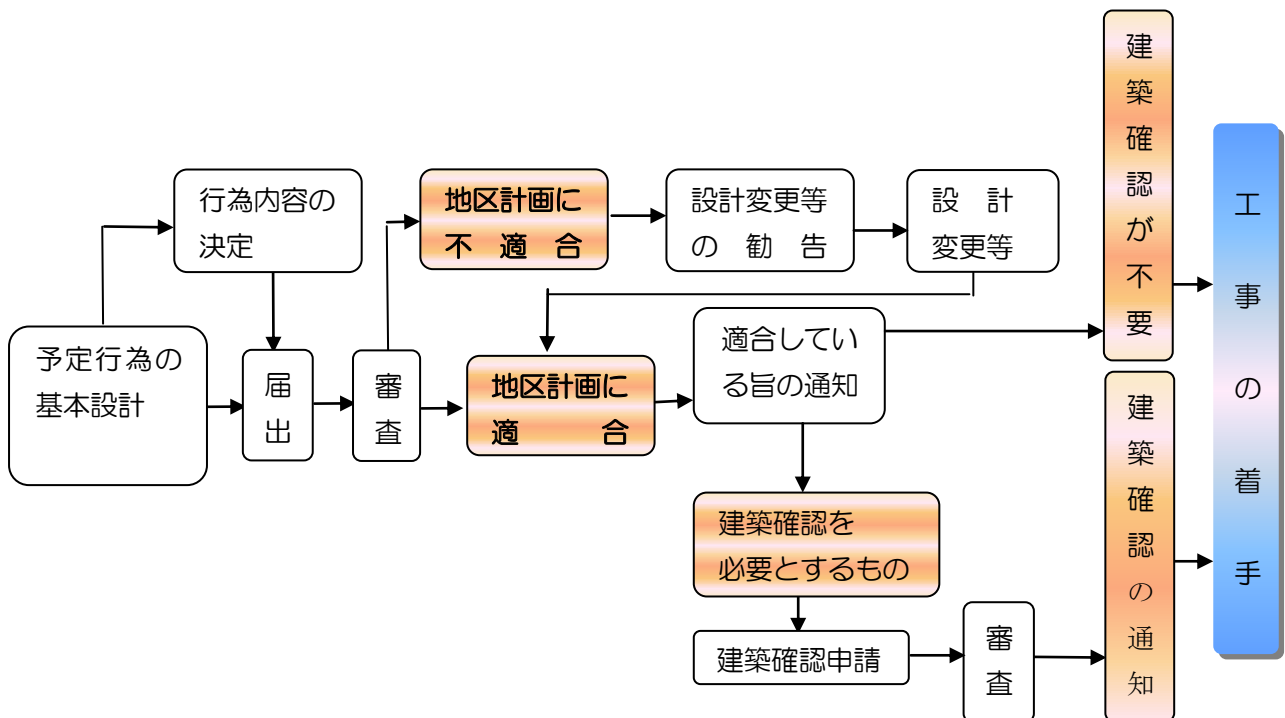 予定行為の
基本設計
行為内容の
決定
届
出
審
査
地区計画に
不適合
設計変更等
の勧告
設計
変更等
地区計画に
適合
適合してい
る旨の通知
建築確認が不要
建築確認を
必要とするもの
建築確認申請
審
査
建築確認の通知
工事の着手